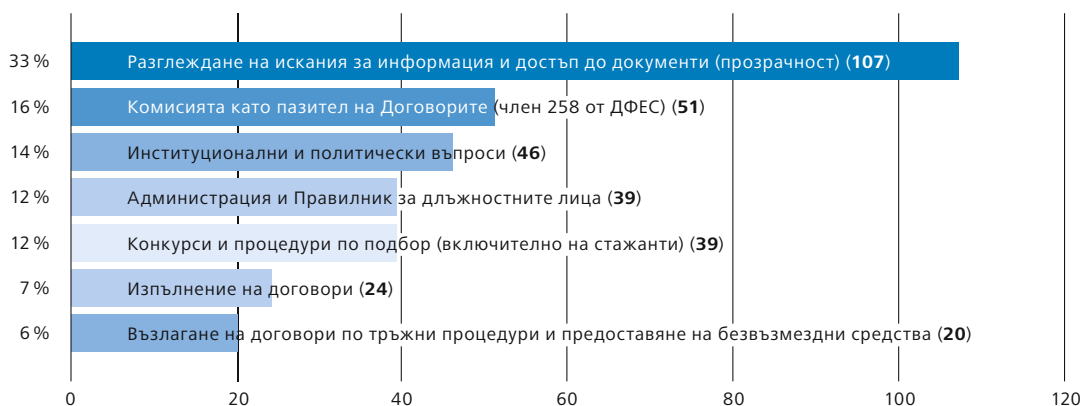 33 % Разглеждане на искания за информация и достъп до документи (прозрачност) (107)
16 % Комисията като пазител на Договорите (член 258 от ДФЕС) (51)
14 % Институционални и политически въпроси (46)
12 % Администрация и Правилник за длъжностните лица (39)
12 % Конкурси и процедури по подбор (включително на стажанти) (39)
7 % Изпълнение на договори (24)
6 % Възлагане на договори по тръжни процедури и предоставяне на безвъзмездни средства (20)
0 20 40 60 80 100 120